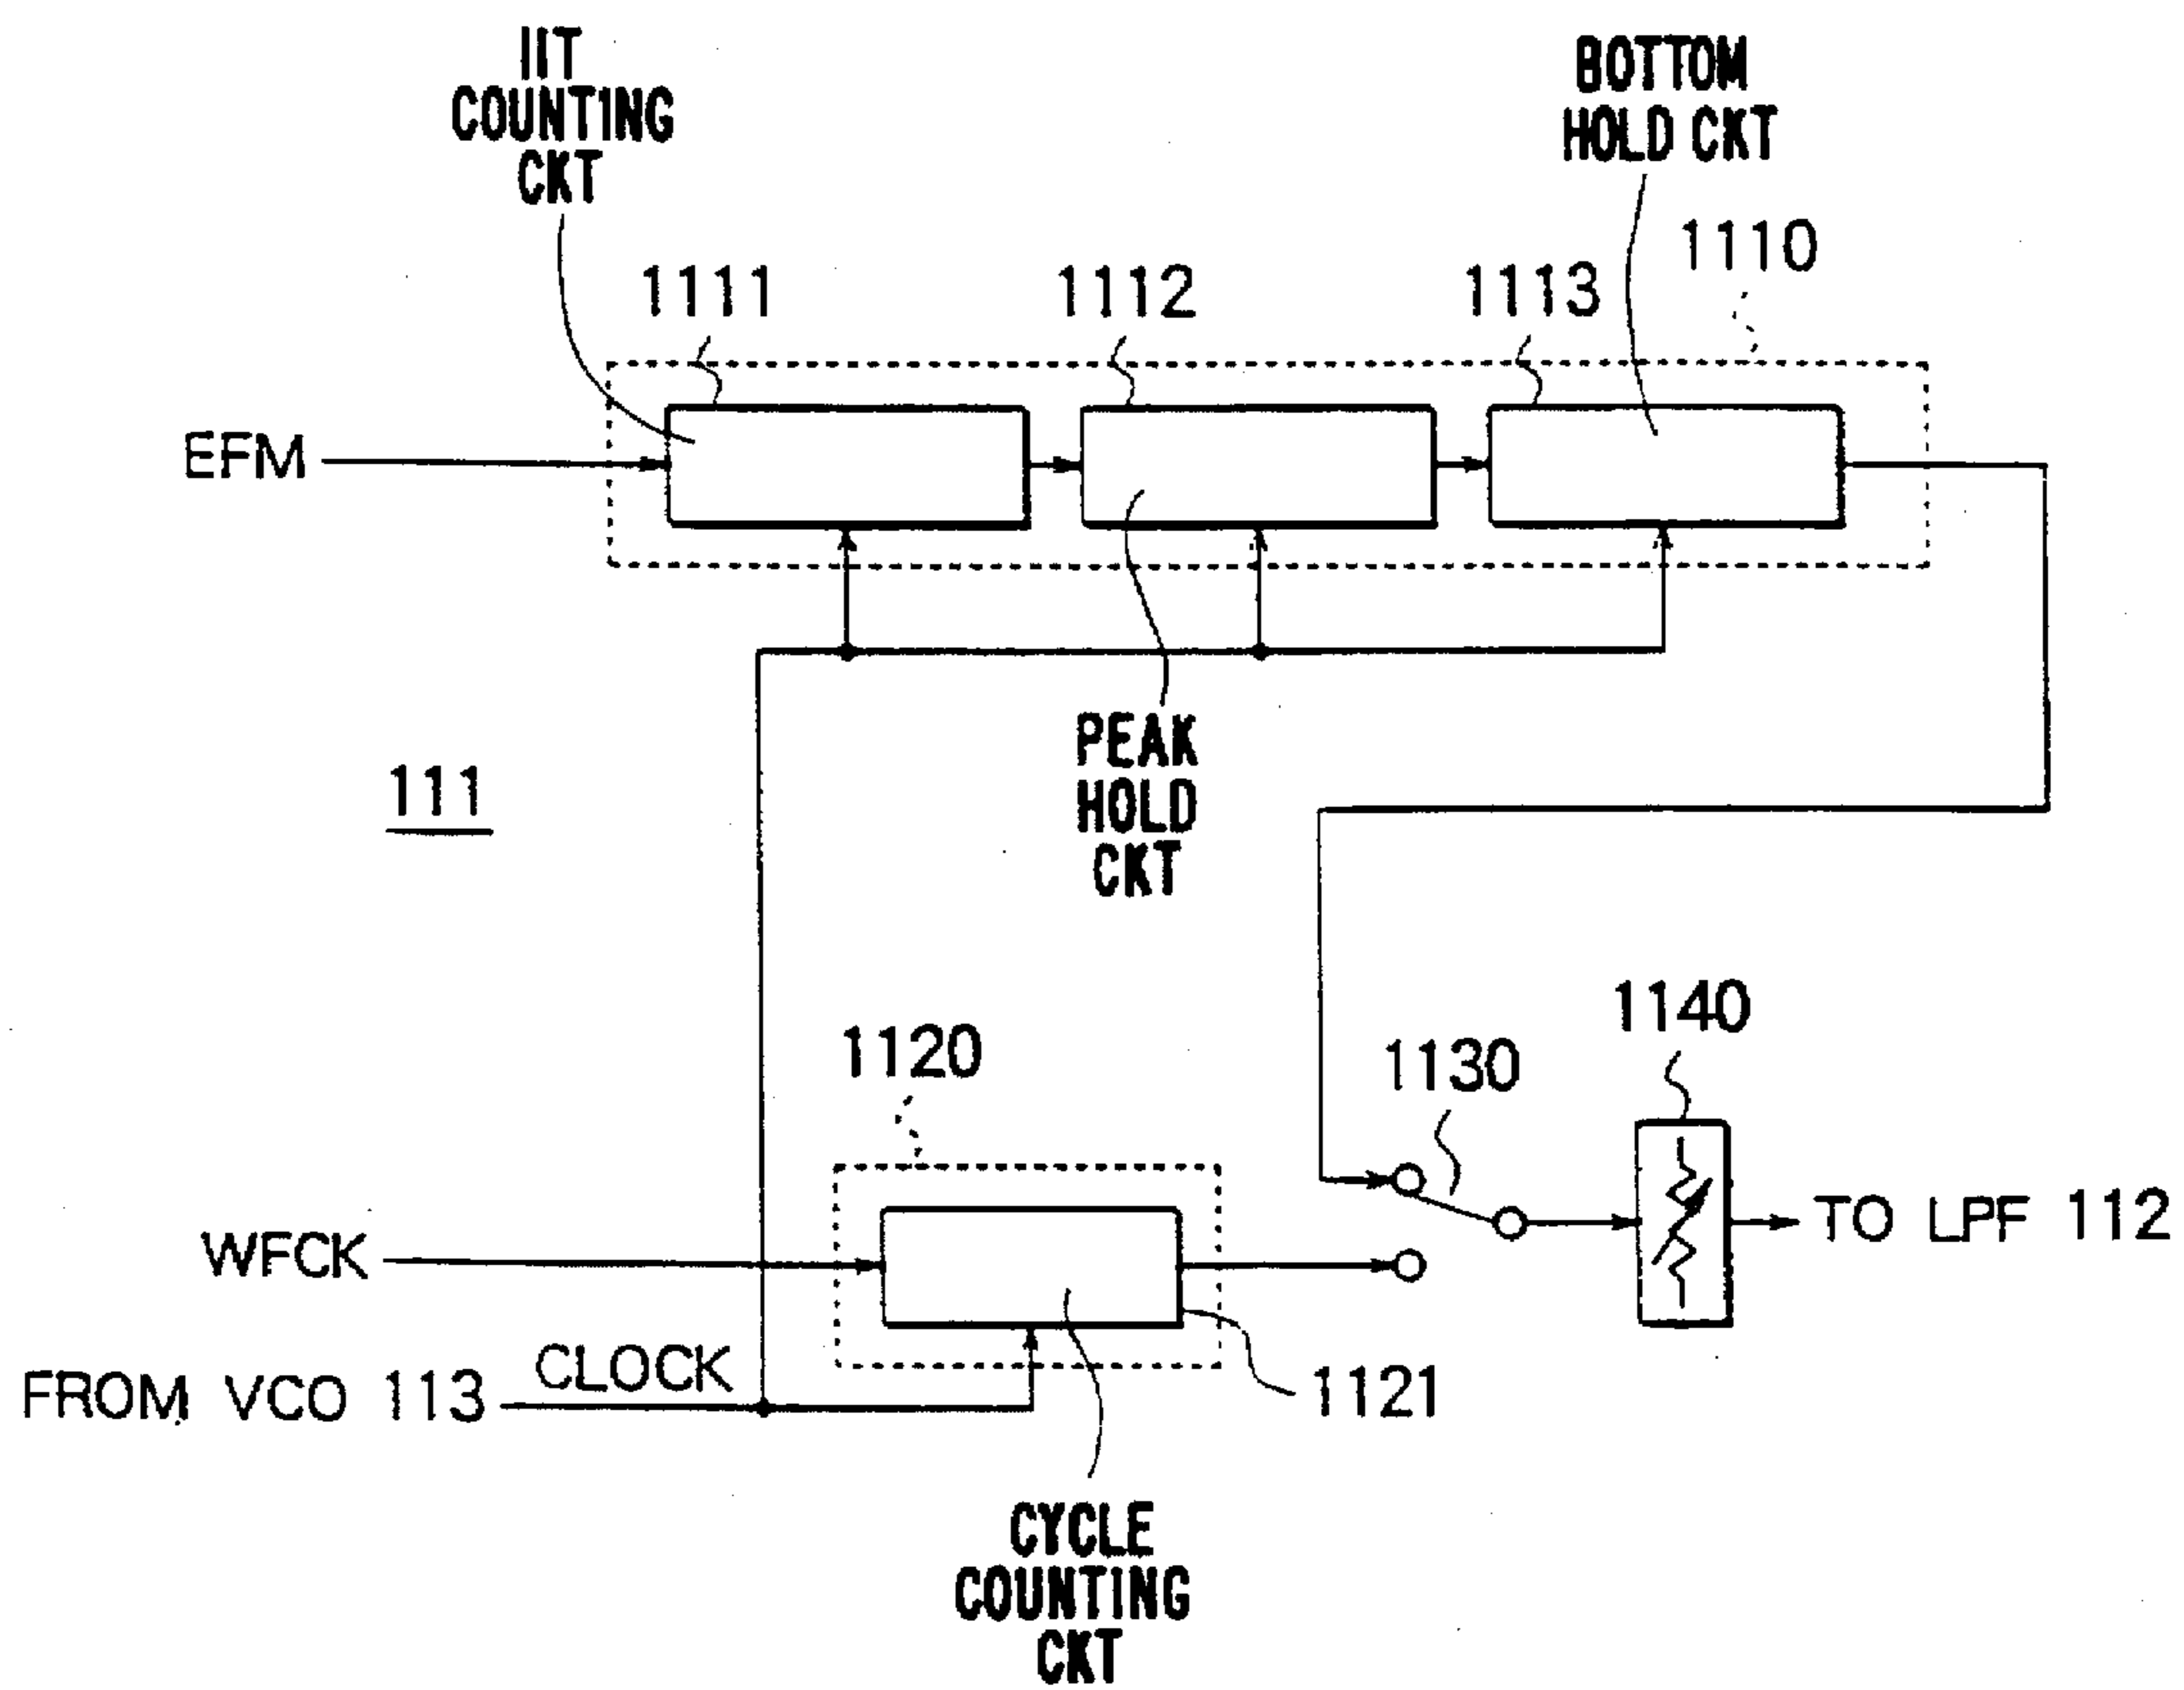 11T
COUNTING
CKT
BOTTOM
HOLD CKT
1110
1111
1112
1113
EFM
PEAK
HOLD
CKT
111
1120
1130
1140
WFCK
TO LPF 112
CLOCK
FROM VCO 113
1121
CYCLE
COUNTING
CKT